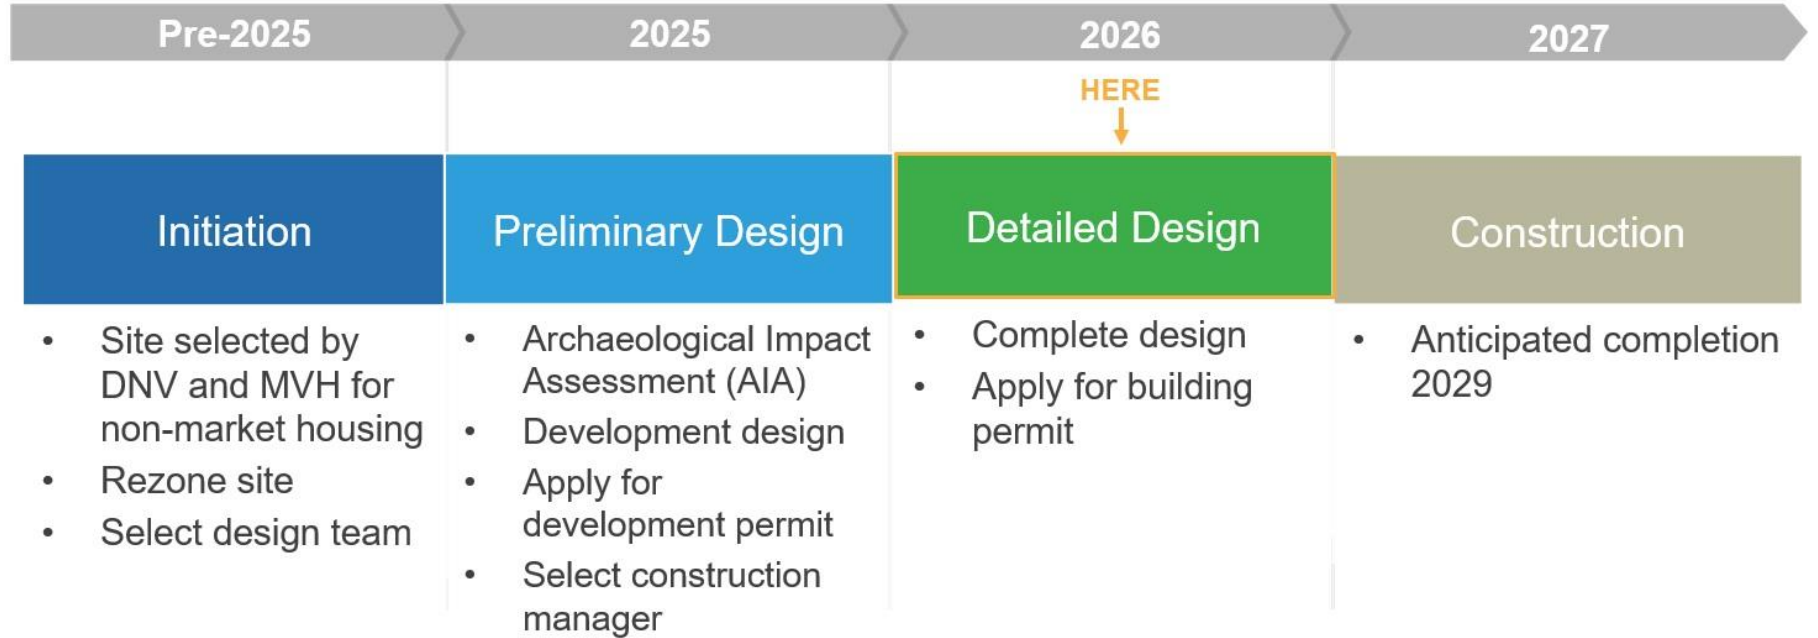 Pre-2025
2025
2026
2027
HERE
Initiation
Preliminary Design
Detailed Design
Construction
• Site selected by
DNV and MVH for
non-market housing
• Rezone site
• Select design team
• Archaeological Impact
Assessment (AIA)
• Development design
• Apply for
development permit
• Select construction
manager
• Complete design
• Apply for building
permit
• Anticipated completion
2029